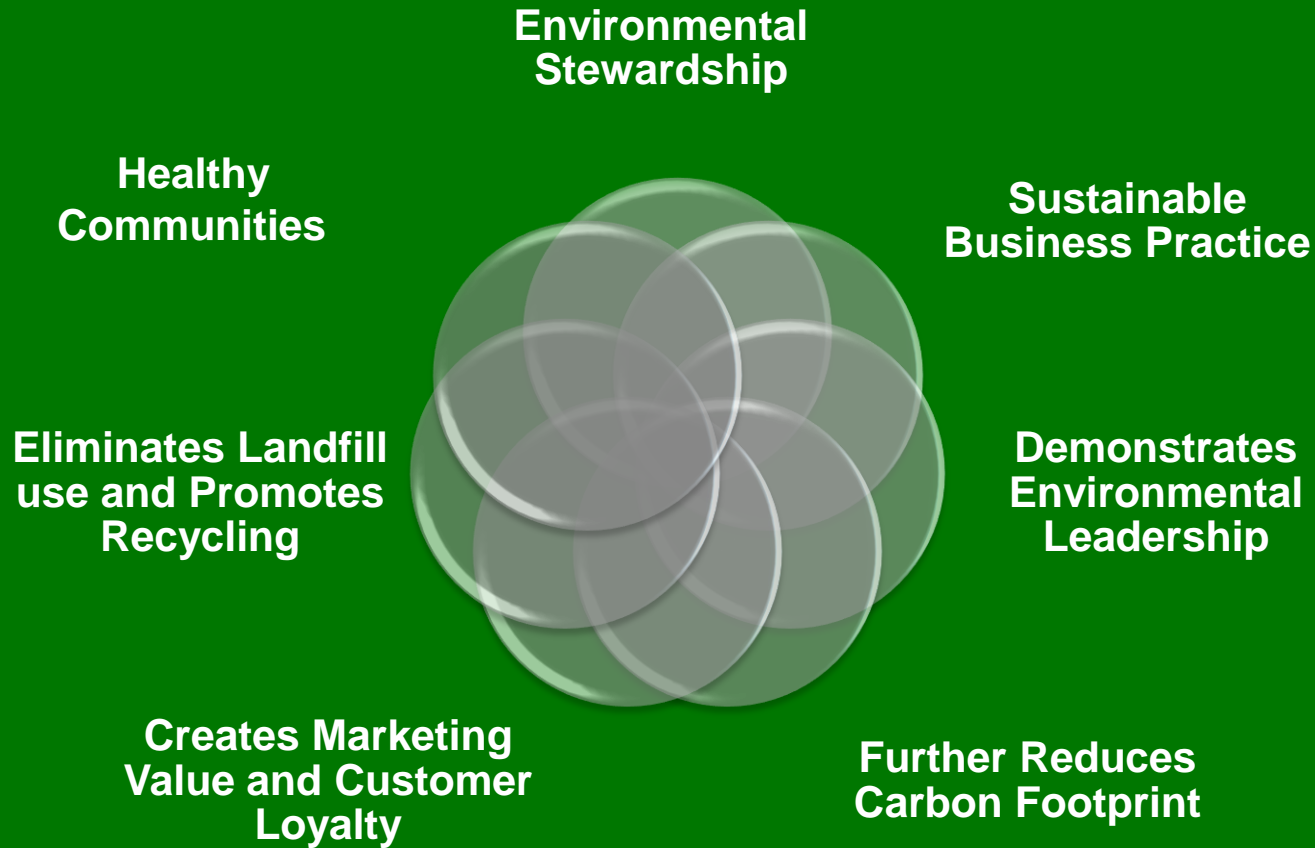 Environmental
Stewardship
Healthy
Communities
Sustainable
Business Practice
Eliminates Landfill
use and Promotes
Recycling
Demonstrates
Environmental
Leadership
Creates Marketing
Value and Customer
Loyalty
Further Reduces
Carbon Footprint